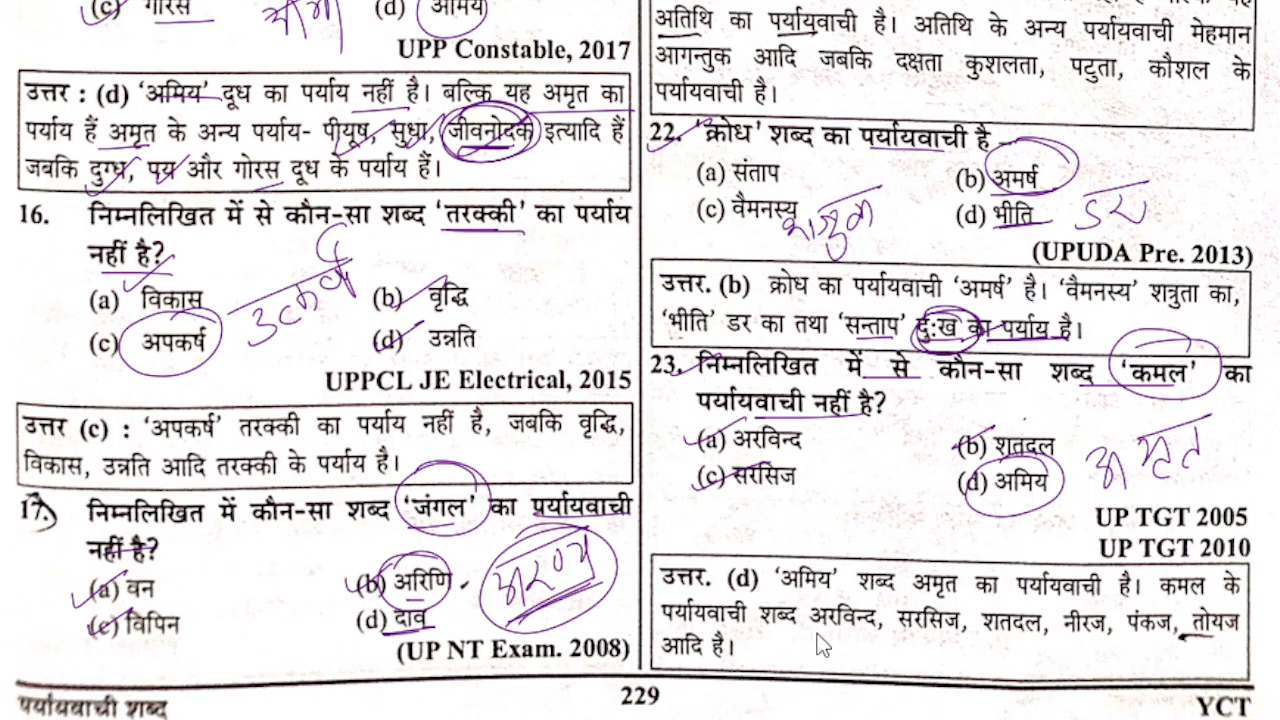 (c) गोरस (d) अमिय
UPP Constable, 2017
उत्तर : (d) ‘अमिय’ दूध का पर्याय नहीं है। बल्कि यह अमृत का
पर्याय हैं अमृत के अन्य पर्याय- पीयूष, सुधा, जीवनोदक इत्यादि हैं
जबकि दुग्ध, पय और गोरस दूध के पर्याय हैं।
16. निम्नलिखित में से कौन-सा शब्द ‘तरक्की’ का पर्याय
नहीं है?
(a) विकास (b) वृद्धि
उत्कर्ष
(c) अपकर्ष (d) उन्नति
UPPCL JE Electrical, 2015
उत्तर (c) : ‘अपकर्ष’ तरक्की का पर्याय नहीं है, जबकि वृद्धि,
विकास, उन्नति आदि तरक्की के पर्याय है।
17. निम्नलिखित में कौन-सा शब्द ‘जंगल’ का पर्यायवाची
नहीं है?
(a) वन (b) अरिणि
अरण्य
(c) विपिन (d) दाव
(UP NT Exam. 2008)
अतिथि का पर्यायवाची है। अतिथि के अन्य पर्यायवाची मेहमान
आगन्तुक आदि जबकि दक्षता कुशलता, पटुता, कौशल के
पर्यायवाची है।
22. ‘क्रोध’ शब्द का पर्यायवाची है –
(a) संताप (b) अमर्ष
(c) वैमनस्य (d) भीति
डर
(UPUDA Pre. 2013)
उत्तर. (b) क्रोध का पर्यायवाची ‘अमर्ष’ है। ‘वैमनस्य’ शत्रुता का,
‘भीति’ डर का तथा ‘सन्ताप’ दुःख का पर्याय है।
23. निम्नलिखित में से कौन-सा शब्द ‘कमल’ का
पर्यायवाची नहीं है?
(a) अरविन्द (b) शतदल
अमृत
(c) सरसिज (d) अमिय
UP TGT 2005
UP TGT 2010
उत्तर. (d) ‘अमिय’ शब्द अमृत का पर्यायवाची है। कमल के
पर्यायवाची शब्द अरविन्द, सरसिज, शतदल, नीरज, पंकज, तोयज
आदि है।
पर्यायवाची शब्द 229 YCT